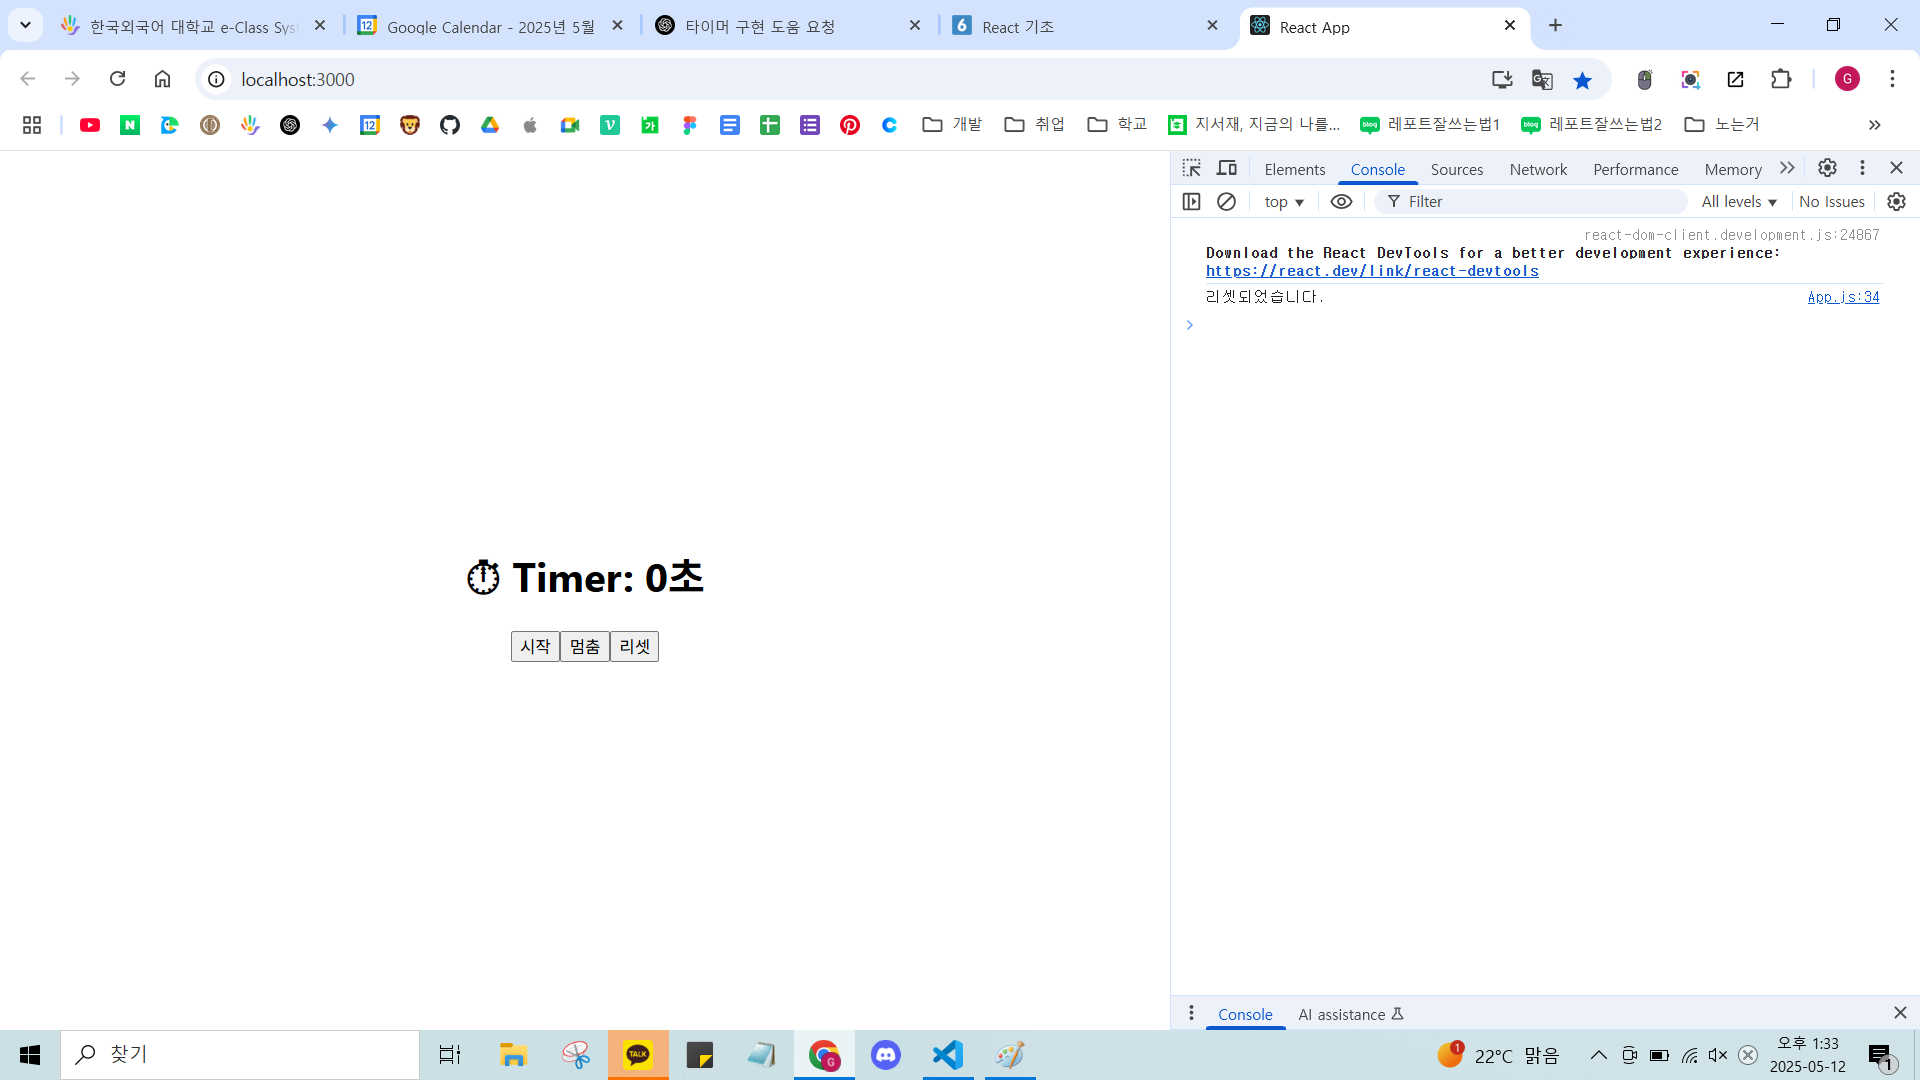 한국외국어 대학교 e-Class Syst
Google Calendar - 2025년 5월
타이머 구현 도움 요청
6 React 기초
React App
localhost:3000
G
개발
취업
학교
지서재, 지금의 나를...
레포트잘쓰는법1
레포트잘쓰는법2
노는거
Elements Console Sources Network Performance Memory
top Filter All levels No Issues
react-dom-client.development.js:24867
Download the React DevTools for a better development experience:
https://react.dev/link/react-devtools
리셋되었습니다. App.js:34
Timer: 0초
시작 멈춤 리셋
Console AI assistance
찾기
TALK
G
1
22°C 맑음
오후 1:33
2025-05-12
1